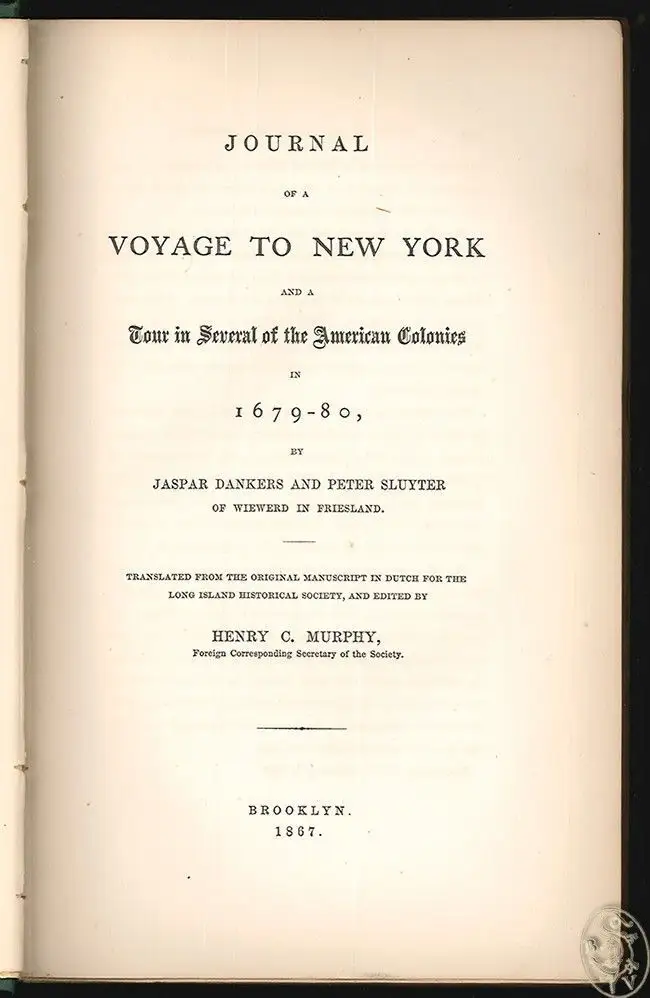 JOURNAL
OF A
VOYAGE TO NEW YORK
AND A
Tour in Several of the American Colonies
IN
1679-80,
BY
JASPAR DANKERS AND PETER SLUYTER
OF WIEWERD IN FRIESLAND.
TRANSLATED FROM THE ORIGINAL MANUSCRIPT IN DUTCH FOR THE
LONG ISLAND HISTORICAL SOCIETY, AND EDITED BY
HENRY C. MURPHY,
Foreign Corresponding Secretary of the Society.
BROOKLYN.
1867.